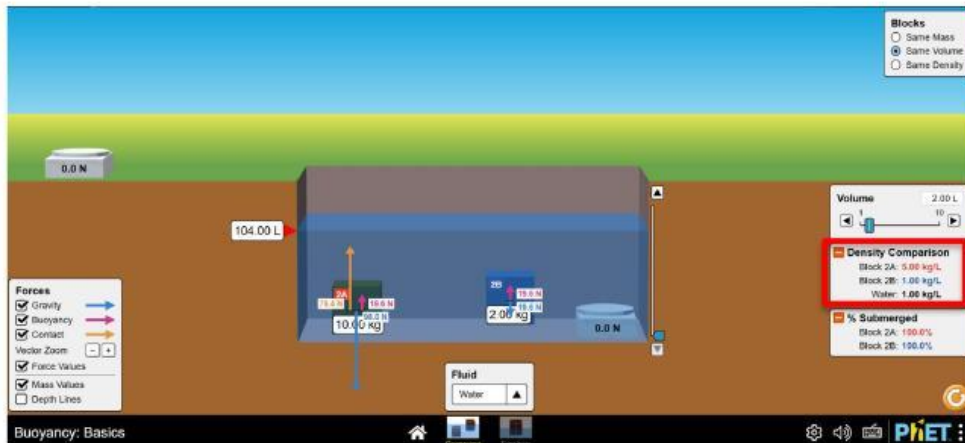 Blocks
Same Mass
Same Volume
Same Density
0.0 N
104.00 L
Volume 2.00 L
1 10
Density Comparison
Block 2A: 5.00 kg/L
Block 2B: 1.00 kg/L
Water: 1.00 kg/L
% Submerged
Block 2A: 100.0%
Block 2B: 100.0%
2A
78.4 N
19.6 N
98.0 N
10.00 kg
2B
19.6 N
19.6 N
2.00 kg
0.0 N
Forces
Gravity
Buoyancy
Contact
Vector Zoom
Force Values
Mass Values
Depth Lines
Fluid
Water
Buoyancy: Basics
PhET